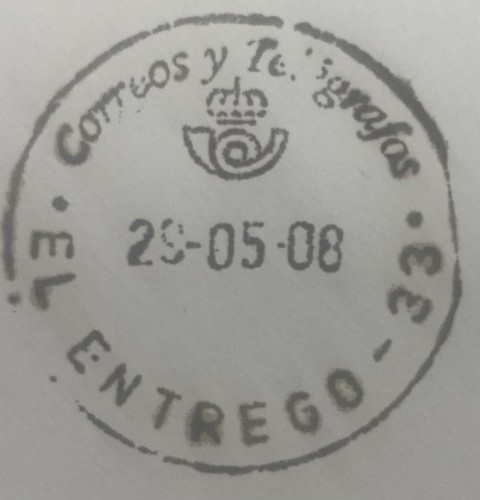 Correos y Telégrafos
29-05-08
EL ENTREGO - 33